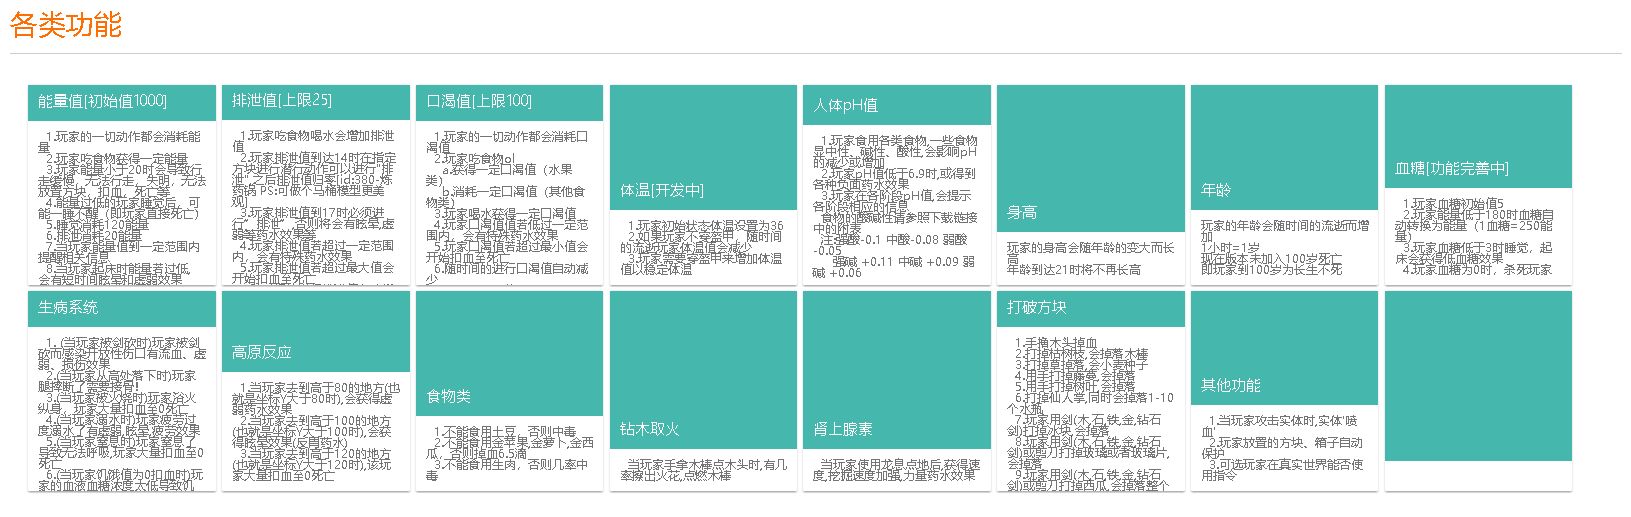 各类功能
能量值[初始值1000]
1.玩家的一切动作都会消耗能
量
2.玩家吃食物获得一定能量
3.玩家能量小于20时会导致行
走缓慢，无法行走，失明，无法
放置方块，扣血，死亡等
4.能量过低的玩家睡觉后，可
能一睡不醒（即玩家直接死亡）
5.睡觉消耗120能量
6.排泄消耗20能量
7.当玩家能量值到一定范围内
提醒相关信息
8.当玩家起床时能量若过低,
会有短时间眩晕和虚弱效果
排泄值[上限25]
1.玩家吃食物喝水会增加排泄
值
2.玩家排泄值到达14时在指定
方块进行潜行动作可以进行"排
泄" 之后排泄值归零[id:380-炼
药锅 PS:可做个马桶模型更美
观]
3.玩家排泄值到17时必须进
行”排泄”，否则将会有眩晕,虚
弱等药水效果等
4.玩家排泄值若超过一定范围
内，会有特殊药水效果
5.玩家排泄值若超过最大值会
开始扣血至死亡
口渴值[上限100]
1.玩家的一切动作都会消耗口
渴值
2.玩家吃食物ol
a.获得一定口渴值（水果
类）
b.消耗一定口渴值（其他食
物类）
3.玩家喝水获得一定口渴值
4.玩家口渴值若低过一定范
围内，会有特殊药水效果
5.玩家口渴值若超过最小值会
开始扣血至死亡
6.随时间的进行口渴值自动减
少
体温[开发中]
1.玩家初始状态体温设置为36
2.如果玩家不穿盔甲，随时间
的流逝玩家体温值会减少
3.玩家需要穿盔甲来增加体温
值以稳定体温
人体pH值
1.玩家食用各类食物,一些食物
显中性、碱性、酸性,会影响pH
的减少或增加
2.玩家pH值低于6.9时,或得到
各种负面药水效果
3.玩家在各阶段pH值,会提示
各阶段相应的信息
食物的酸碱性请参照下载链接
中的附表
注:强酸-0.1 中酸-0.08 弱酸
-0.05
强碱 +0.11 中碱 +0.09 弱
碱 +0.06
身高
玩家的身高会随年龄的变大而长
高
年龄到达21时将不再长高
年龄
玩家的年龄会随时间的流逝而增
加
1小时=1岁
现在版本未加入100岁死亡
即玩家到100岁为长生不死
血糖[功能完善中]
1.玩家血糖初始值5
2.玩家能量低于180时血糖自
动转换为能量（1血糖=250能
量）
3.玩家血糖低于3时睡觉，起
床会获得低血糖效果
4.玩家血糖为0时，杀死玩家
生病系统
1. (当玩家被剑砍时)玩家被剑
砍而感染开放性伤口有流血、虚
弱、损伤效果
2.(当玩家从高处落下时)玩家
腿摔断了需要接骨!
3.(当玩家被火烧时)玩家浴火
纵身，玩家大量扣血至0死亡
4.(当玩家溺水时)玩家疲劳过
度溺水了有虚弱,眩晕,疲劳效果
5.(当玩家窒息时)玩家窒息了
导致无法呼吸,玩家大量扣血至0
死亡
6.(当玩家饥饿值为0扣血时)玩
家的血液血糖浓度太低导致饥
高原反应
1.当玩家去到高于80的地方(也
就是坐标Y大于80时),会获得虚
弱药水效果
2.当玩家去到高于100的地方
(也就是坐标Y大于100时),会获
得眩晕效果(反胃药水)
3.当玩家去到高于120的地方
(也就是坐标Y大于120时),该玩
家大量扣血至0死亡
食物类
1.不能食用土豆，否则中毒
2.不能食用金苹果,金萝卜,金西
瓜，否则掉血6.5滴
3.不能食用生肉，否则几率中
毒
钻木取火
当玩家手拿木棒点木头时,有几
率擦出火花,点燃木棒
肾上腺素
当玩家使用龙息点地后,获得速
度,挖掘速度加强,力量药水效果
打破方块
1.手撸木头掉血
2.打掉枯树枝,会掉落木棒
3.打掉草掉落,会小麦种子
4.用手打掉藤蔓,会掉落
5.用手打掉树叶,会掉落
6.打掉仙人掌,同时会掉落1-10
个水瓶
7.玩家用剑(木,石,铁,金,钻石
剑)打掉冰块,会掉落
8.玩家用剑(木,石,铁,金,钻石
剑)或剪刀打掉玻璃或者玻璃片,
会掉落
9.玩家用剑(木,石,铁,金,钻石
剑)或剪刀打掉西瓜,会掉落整个
其他功能
1.当玩家攻击实体时,实体'喷
血'
2.玩家放置的方块、箱子自动
保护
3.可选玩家在真实世界能否使
用指令